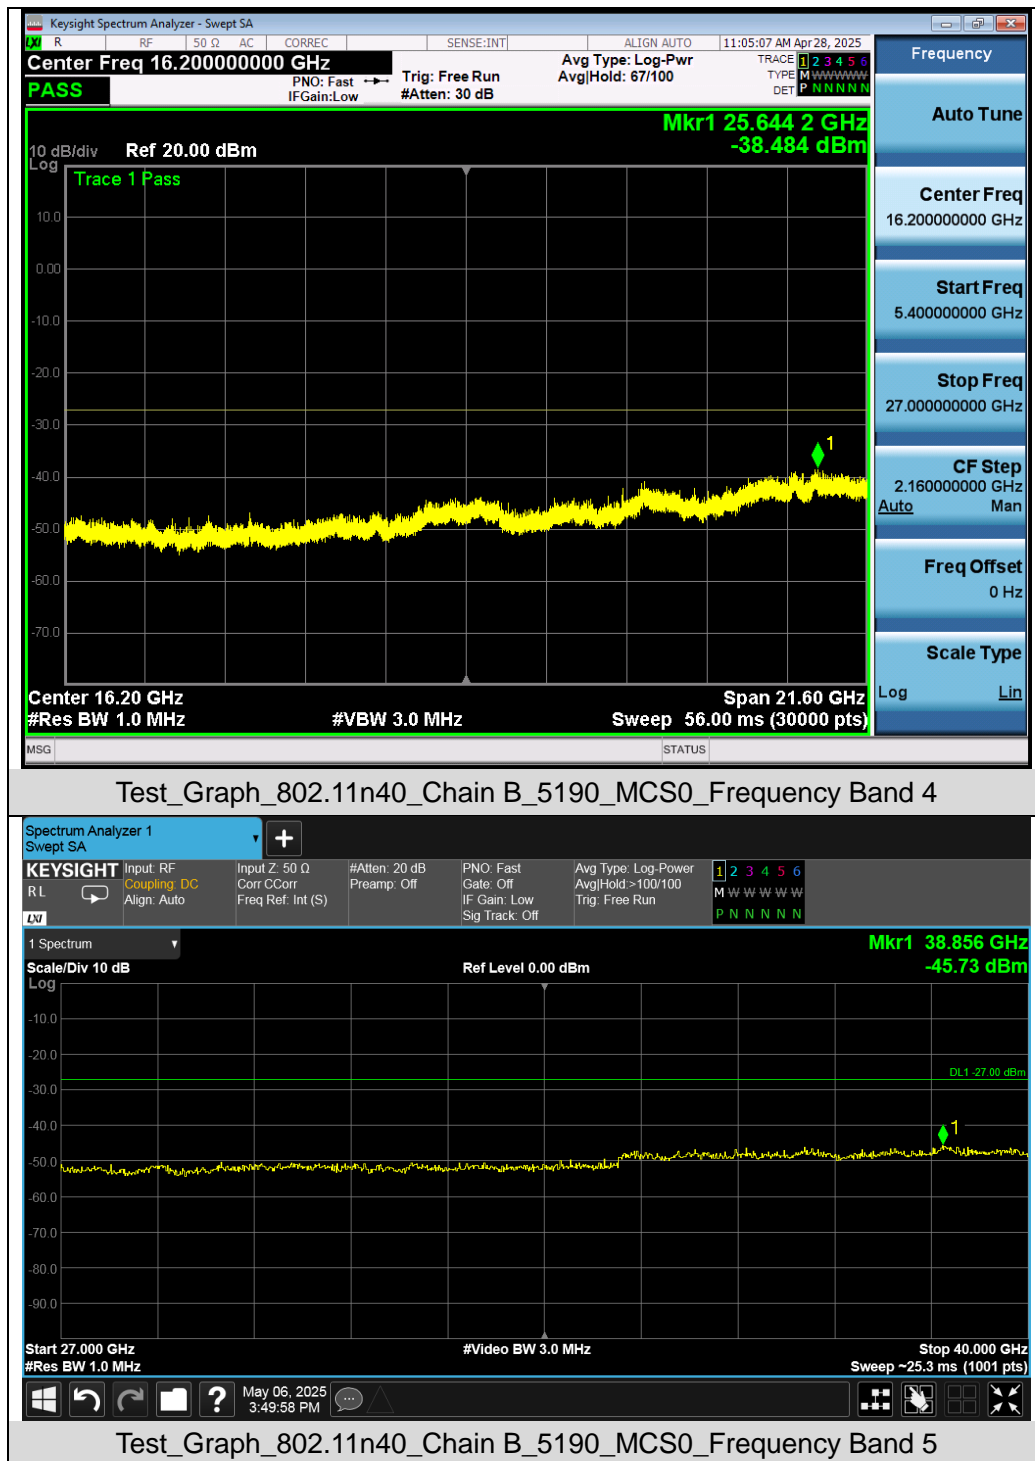 Keysight Spectrum Analyzer - Swept SA
LXI R RF 50 Ω AC CORREC SENSE:INT ALIGN AUTO 11:05:07 AM Apr 28, 2025
Center Freq 16.200000000 GHz
PASS
PNO: Fast
IFGain:Low
Trig: Free Run
#Atten: 30 dB
Avg Type: Log-Pwr
Avg|Hold: 67/100
TRACE 1 2 3 4 5 6
TYPE M W W W W W
DET P N N N N N
Mkr1 25.644 2 GHz
-38.484 dBm
10 dB/div
Log
Ref 20.00 dBm
Trace 1 Pass
10.0
0.00
-10.0
-20.0
-30.0
-40.0
-50.0
-60.0
-70.0
1
Center 16.20 GHz
#Res BW 1.0 MHz
#VBW 3.0 MHz
Span 21.60 GHz
Sweep 56.00 ms (30000 pts)
MSG
STATUS
Frequency
Auto Tune
Center Freq
16.200000000 GHz
Start Freq
5.400000000 GHz
Stop Freq
27.000000000 GHz
CF Step
2.160000000 GHz
Auto Man
Freq Offset
0 Hz
Scale Type
Log Lin
Test_Graph_802.11n40_Chain B_5190_MCS0_Frequency Band 4
Spectrum Analyzer 1
Swept SA
KEYSIGHT
RL
LXI
Input: RF
Coupling: DC
Align: Auto
Input Z: 50 Ω
Corr CCorr
Freq Ref: Int (S)
#Atten: 20 dB
Preamp: Off
PNO: Fast
Gate: Off
IF Gain: Low
Sig Track: Off
Avg Type: Log-Power
Avg|Hold:>100/100
Trig: Free Run
1 2 3 4 5 6
M W W W W W
P N N N N N
1 Spectrum
Scale/Div 10 dB
Log
Ref Level 0.00 dBm
Mkr1 38.856 GHz
-45.73 dBm
-10.0
-20.0
-30.0
-40.0
-50.0
-60.0
-70.0
-80.0
-90.0
DL1 -27.00 dBm
1
Start 27.000 GHz
#Res BW 1.0 MHz
#Video BW 3.0 MHz
Stop 40.000 GHz
Sweep ~25.3 ms (1001 pts)
?
May 06, 2025
3:49:58 PM
Test_Graph_802.11n40_Chain B_5190_MCS0_Frequency Band 5